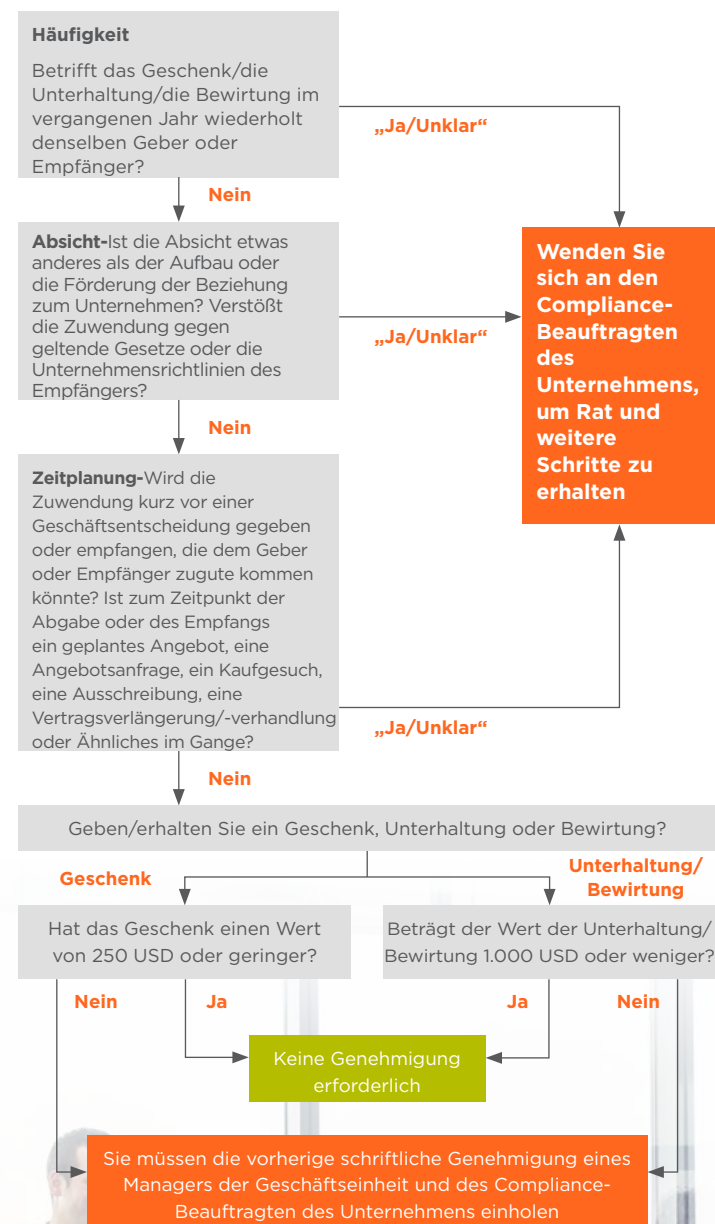 Häufigkeit
Betrifft das Geschenk/die
Unterhaltung/die Bewirtung im
vergangenen Jahr wiederholt
denselben Geber oder
Empfänger?
„Ja/Unklar“
Nein
Absicht-Ist die Absicht etwas
anderes als der Aufbau oder
die Förderung der Beziehung
zum Unternehmen? Verstößt
die Zuwendung gegen
geltende Gesetze oder die
Unternehmensrichtlinien des
Empfängers?
„Ja/Unklar“
Wenden Sie
sich an den
Compliance-
Beauftragten
des
Unternehmens,
um Rat und
weitere
Schritte zu
erhalten
Nein
Zeitplanung-Wird die
Zuwendung kurz vor einer
Geschäftsentscheidung gegeben
oder empfangen, die dem Geber
oder Empfänger zugute kommen
könnte? Ist zum Zeitpunkt der
Abgabe oder des Empfangs
ein geplantes Angebot, eine
Angebotsanfrage, ein Kaufgesuch,
eine Ausschreibung, eine
Vertragsverlängerung/-verhandlung
oder Ähnliches im Gange?
„Ja/Unklar“
Nein
Geben/erhalten Sie ein Geschenk, Unterhaltung oder Bewirtung?
Geschenk
Unterhaltung/
Bewirtung
Hat das Geschenk einen Wert
von 250 USD oder geringer?
Beträgt der Wert der Unterhaltung/
Bewirtung 1.000 USD oder weniger?
Nein
Ja
Ja
Nein
Keine Genehmigung
erforderlich
Sie müssen die vorherige schriftliche Genehmigung eines
Managers der Geschäftseinheit und des Compliance-
Beauftragten des Unternehmens einholen